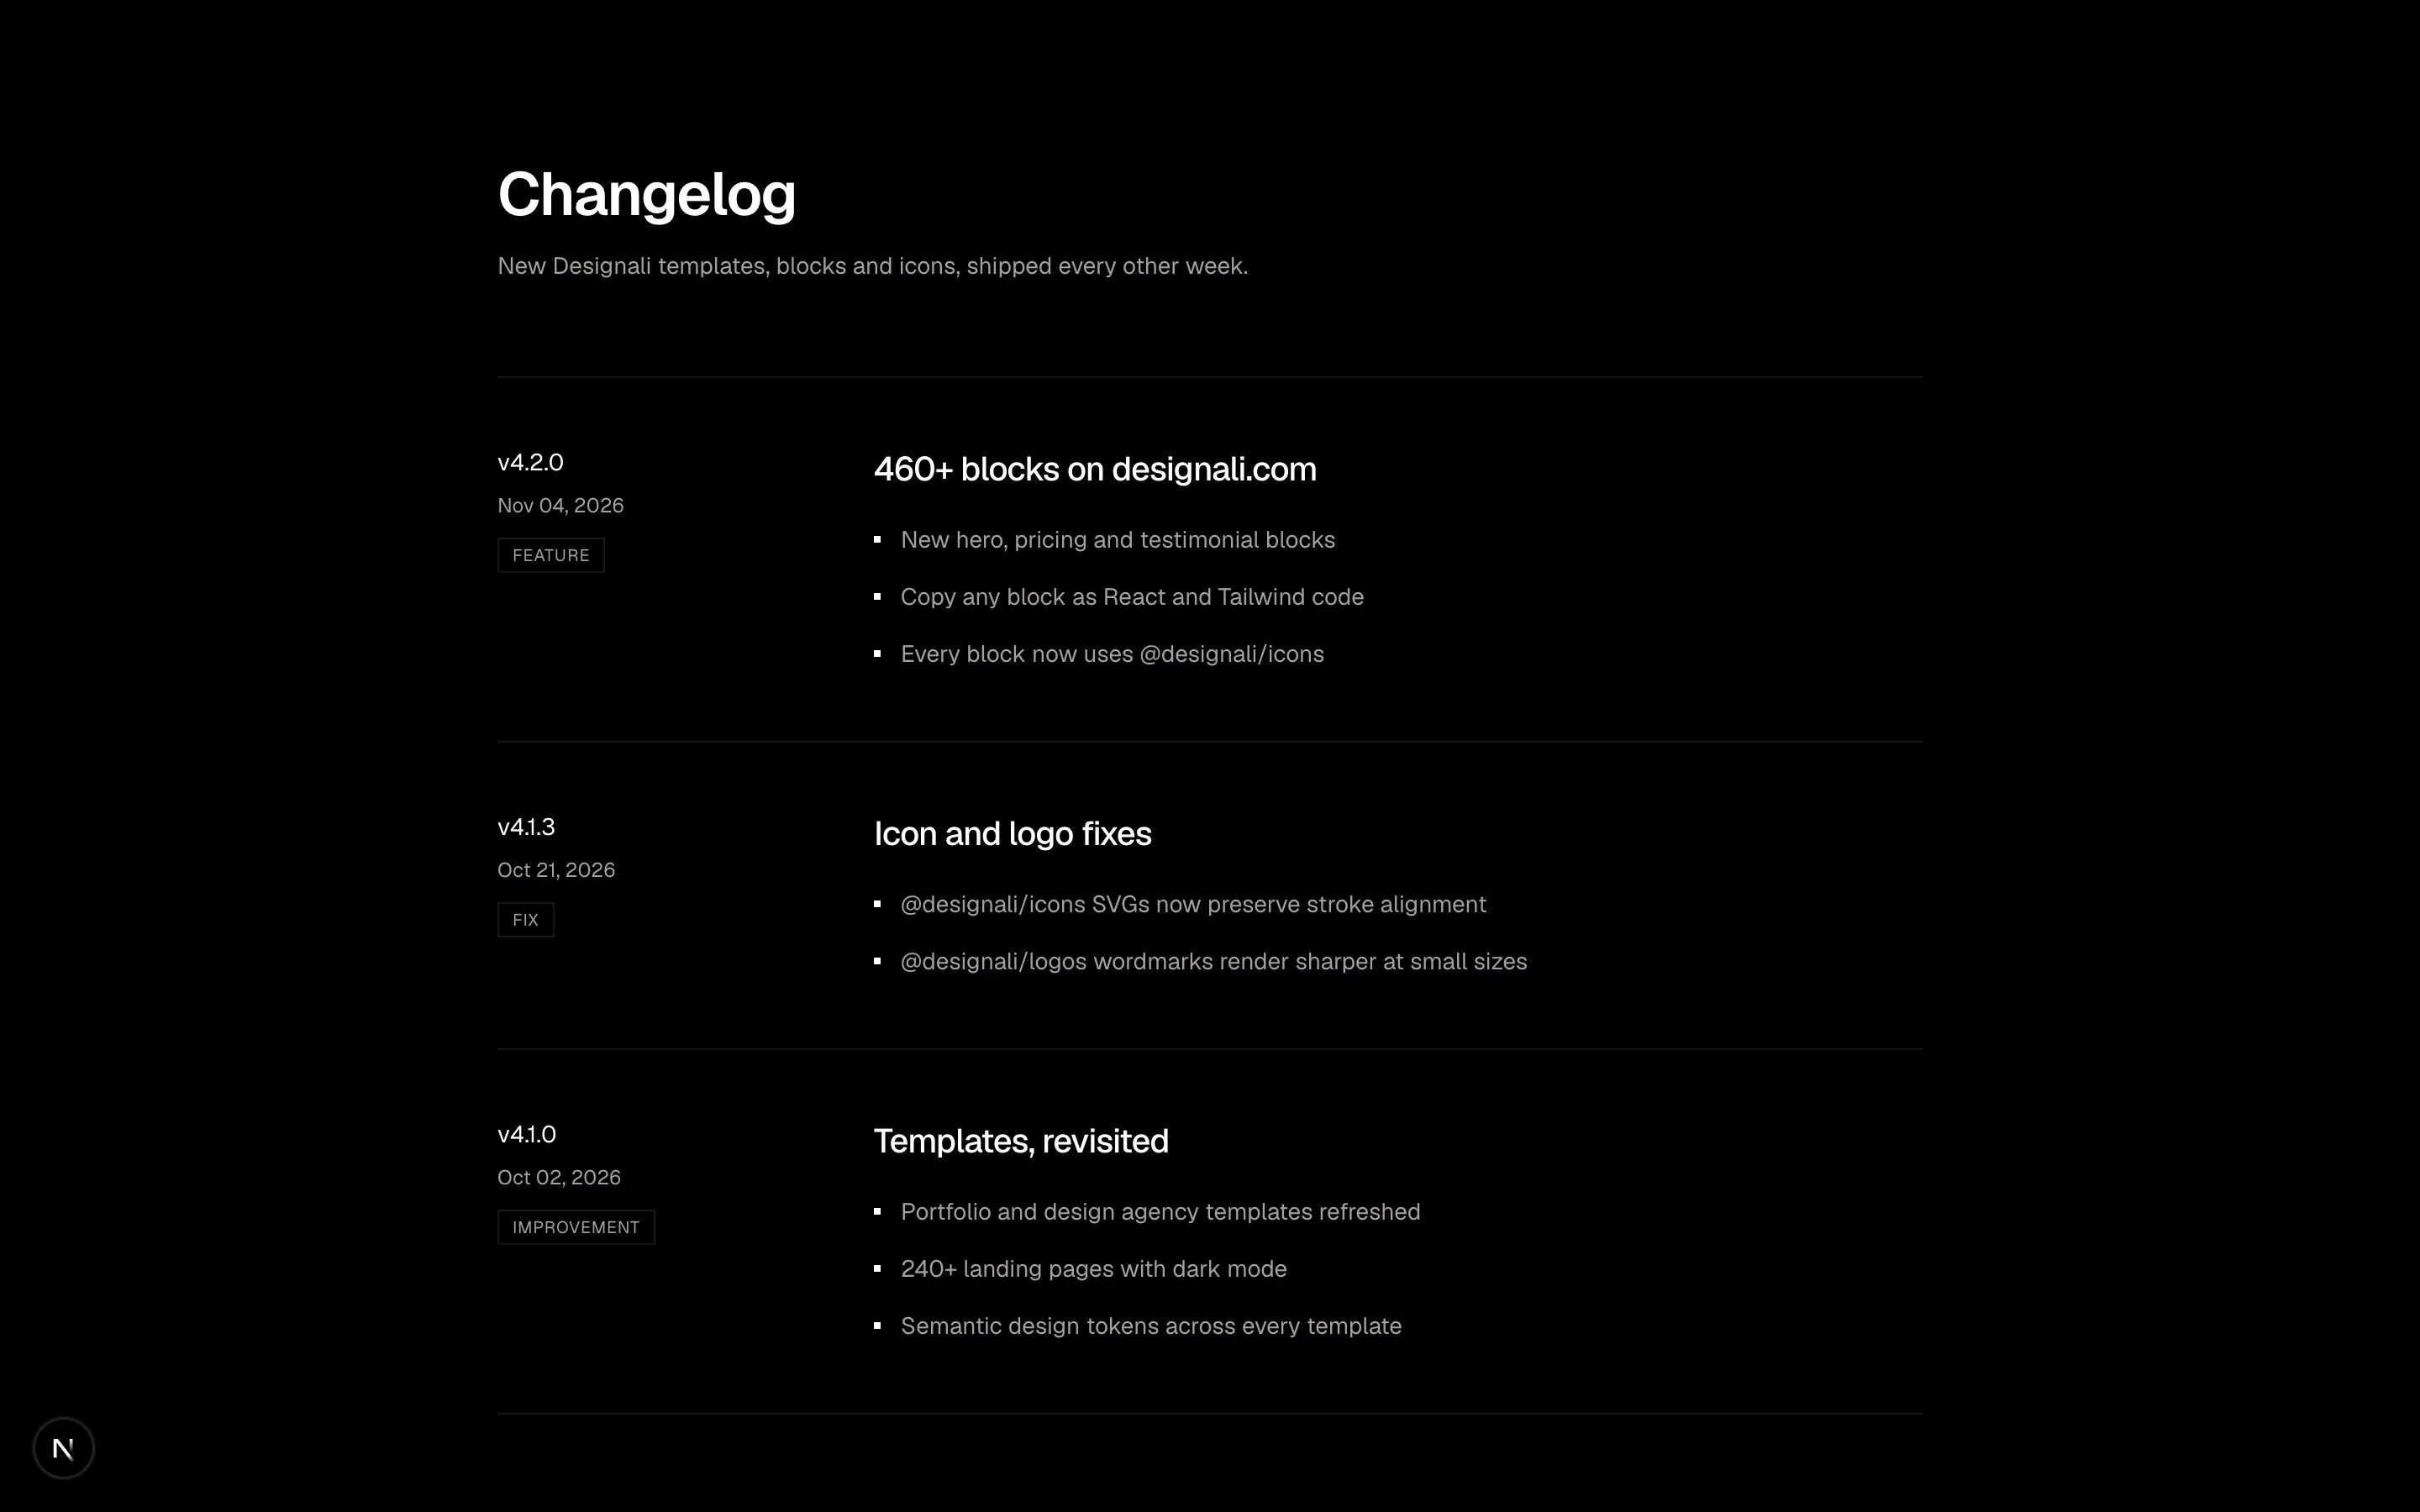 Changelog
New Designali templates, blocks and icons, shipped every other week.
v4.2.0
Nov 04, 2026
FEATURE
460+ blocks on designali.com
New hero, pricing and testimonial blocks
Copy any block as React and Tailwind code
Every block now uses @designali/icons
v4.1.3
Oct 21, 2026
FIX
Icon and logo fixes
@designali/icons SVGs now preserve stroke alignment
@designali/logos wordmarks render sharper at small sizes
v4.1.0
Oct 02, 2026
IMPROVEMENT
Templates, revisited
Portfolio and design agency templates refreshed
240+ landing pages with dark mode
Semantic design tokens across every template
N